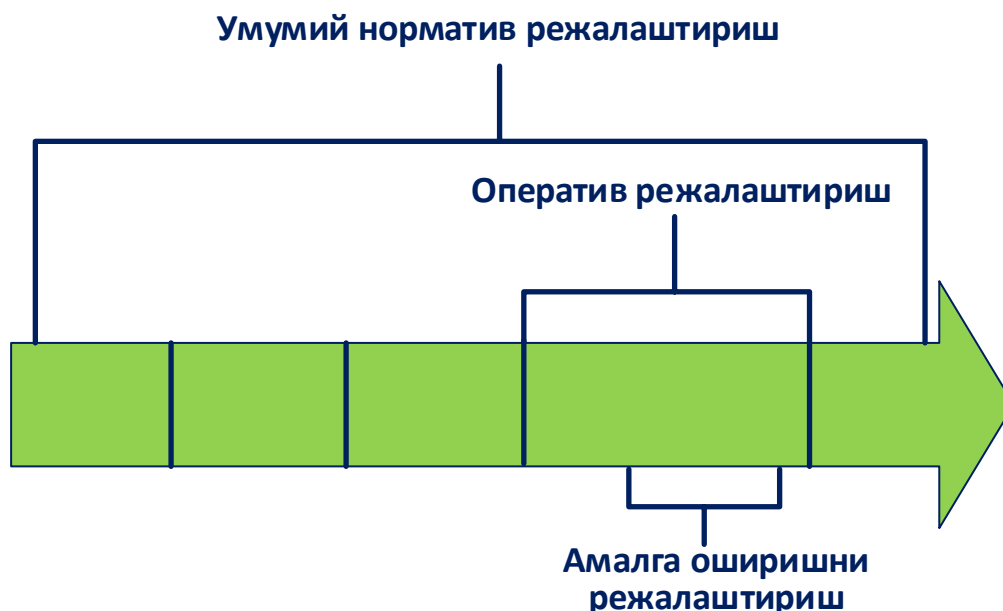 Умумий норматив режалаштириш
Оператив режалаштириш
Амалга оширишни
режалаштириш